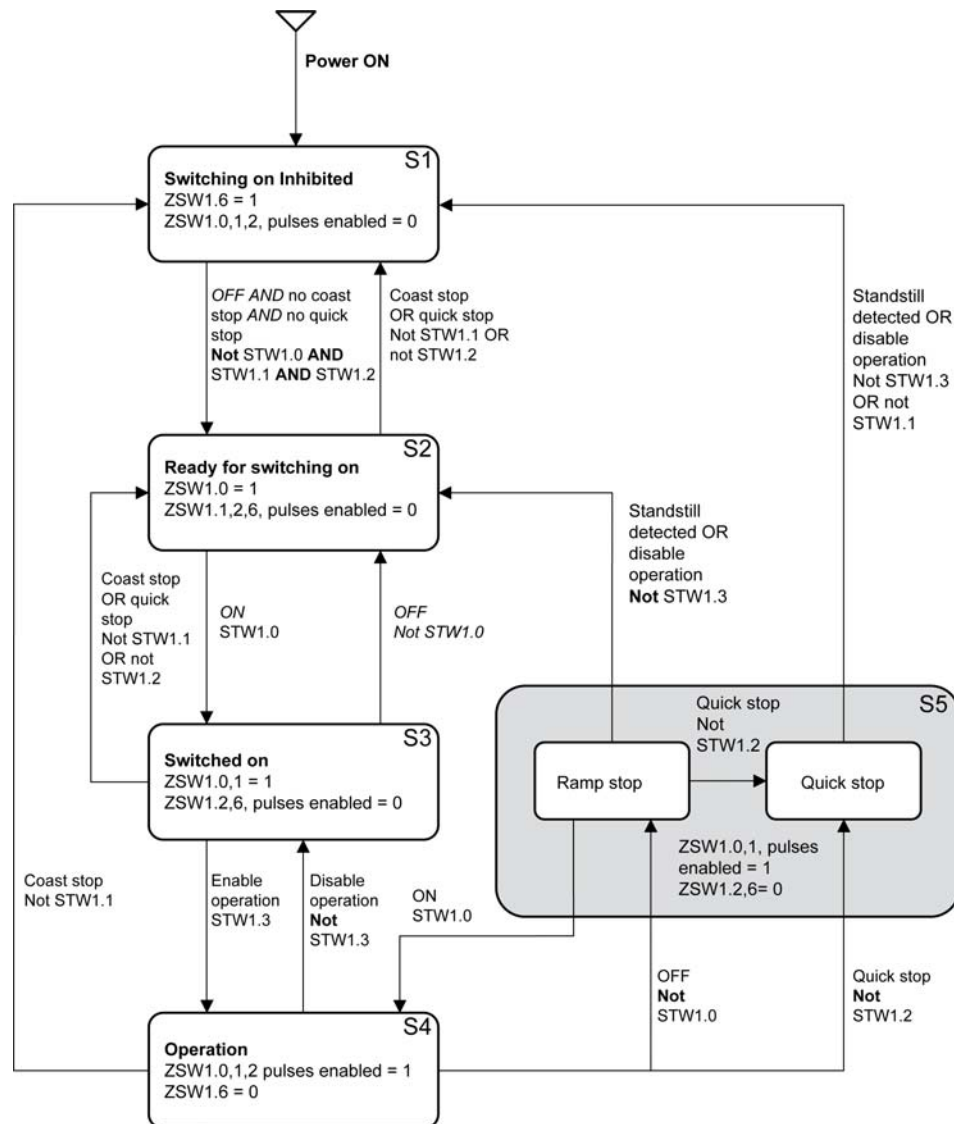 Power ON
S1
Switching on Inhibited
ZSW1.6 = 1
ZSW1.0,1,2, pulses enabled = 0
OFF AND no coast
stop AND no quick
stop
Not STW1.0 AND
STW1.1 AND STW1.2
Coast stop
OR quick stop
Not STW1.1 OR
not STW1.2
Standstill
detected OR
disable
operation
Not STW1.3
OR not
STW1.1
S2
Ready for switching on
ZSW1.0 = 1
ZSW1.1,2,6, pulses enabled = 0
Coast stop
OR quick
stop
Not STW1.1
OR not
STW1.2
ON
STW1.0
OFF
Not STW1.0
Standstill
detected OR
disable
operation
Not STW1.3
S3
Switched on
ZSW1.0,1 = 1
ZSW1.2,6, pulses enabled = 0
S5
Quick stop
Not
STW1.2
Ramp stop
Quick stop
ZSW1.0,1, pulses
enabled = 1
ZSW1.2,6= 0
Coast stop
Not STW1.1
Enable
operation
STW1.3
Disable
operation
Not
STW1.3
ON
STW1.0
OFF
Not
STW1.0
Quick stop
Not
STW1.2
S4
Operation
ZSW1.0,1,2 pulses enabled = 1
ZSW1.6 = 0